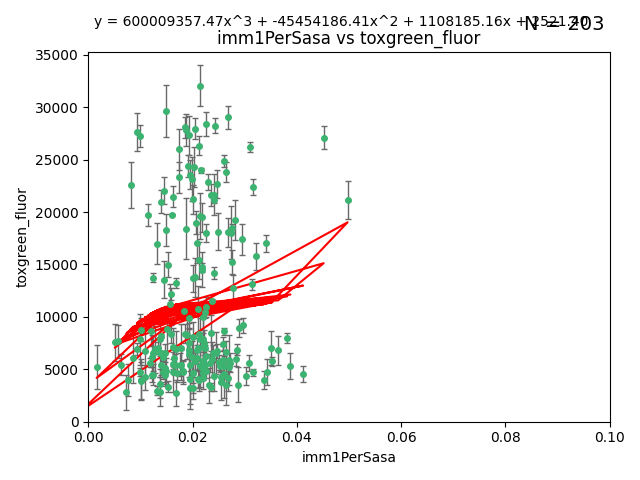 y = 600009357.47x^3 + -45454186.41x^2 + 1108185.16x + 2521.40
N = 203
imm1PerSasa vs toxgreen_fluor
35000
30000
25000
20000
15000
10000
5000
0
toxgreen_fluor
0.00 0.02 0.04 0.06 0.08 0.10
imm1PerSasa